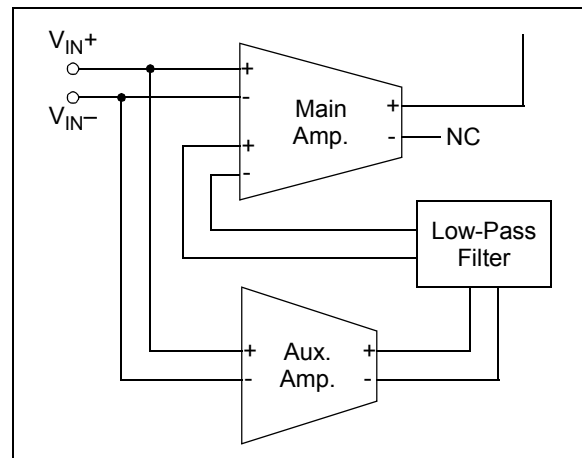 V_IN+
V_IN–
+
-
+
-
Main
Amp.
+
-
NC
Low-Pass
Filter
+
-
Aux.
Amp.
+
-